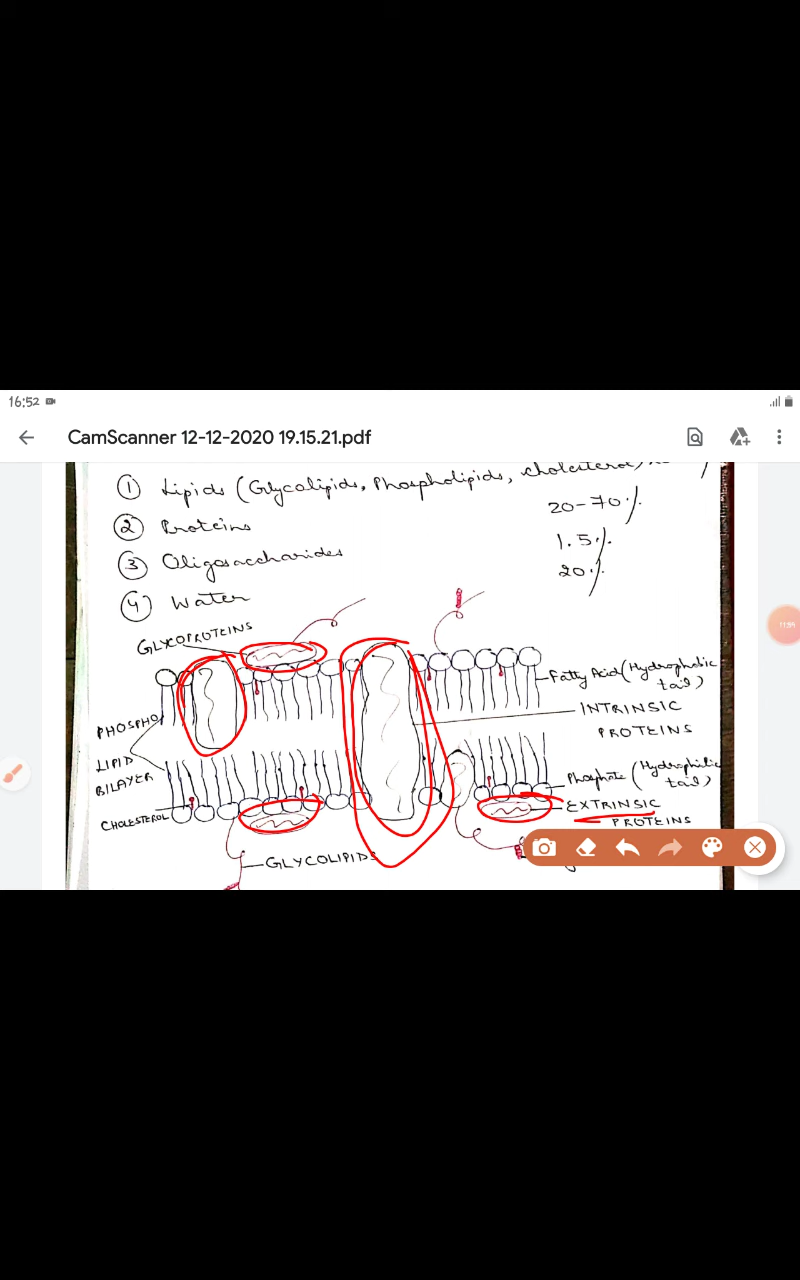 16:52
CamScanner 12-12-2020 19.15.21.pdf
① Lipids (Glycolipids, Phospholipids, cholesterol)
② Proteins 20-70%.
③ Oligosaccharides 1.5%.
④ Water 20%.
GLYCOPROTEINS
Fatty Acid (Hydrophobic
tail)
INTRINSIC
PROTEINS
PHOSPHO
LIPID
BILAYER
Phosphate (Hydrophilic
tail)
CHOLESTEROL
EXTRINSIC
PROTEINS
GLYCOLIPIDS